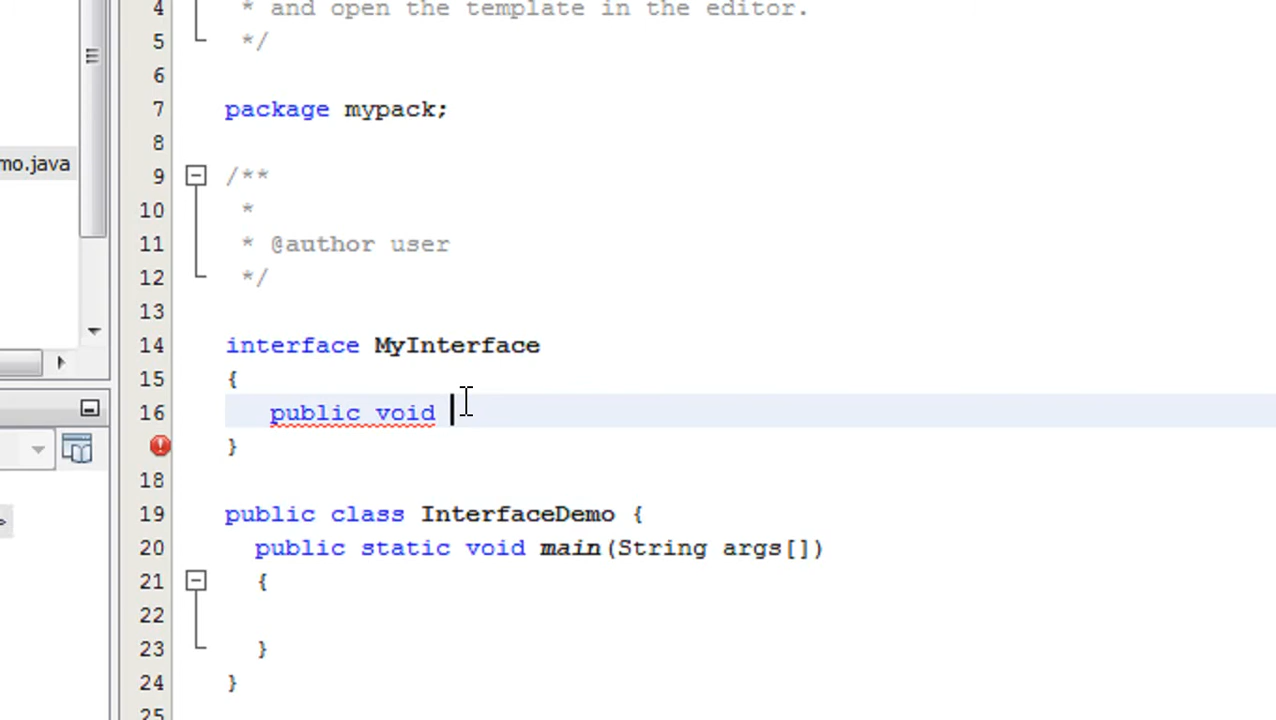 4 * and open the template in the editor.
5 */
6
7 package mypack;
8
mo.java
9 /**
10 *
11 * @author user
12 */
13
14 interface MyInterface
15 {
16 public void
}
18
19 public class InterfaceDemo {
20 public static void main(String args[])
21 {
22
23 }
24 }
25